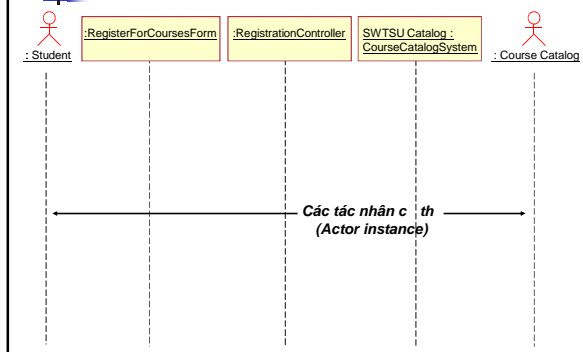 :RegisterForCoursesForm
:RegistrationController
SWTSU Catalog :
CourseCatalogSystem
: Student
: Course Catalog
Các tác nhân c th
(Actor instance)